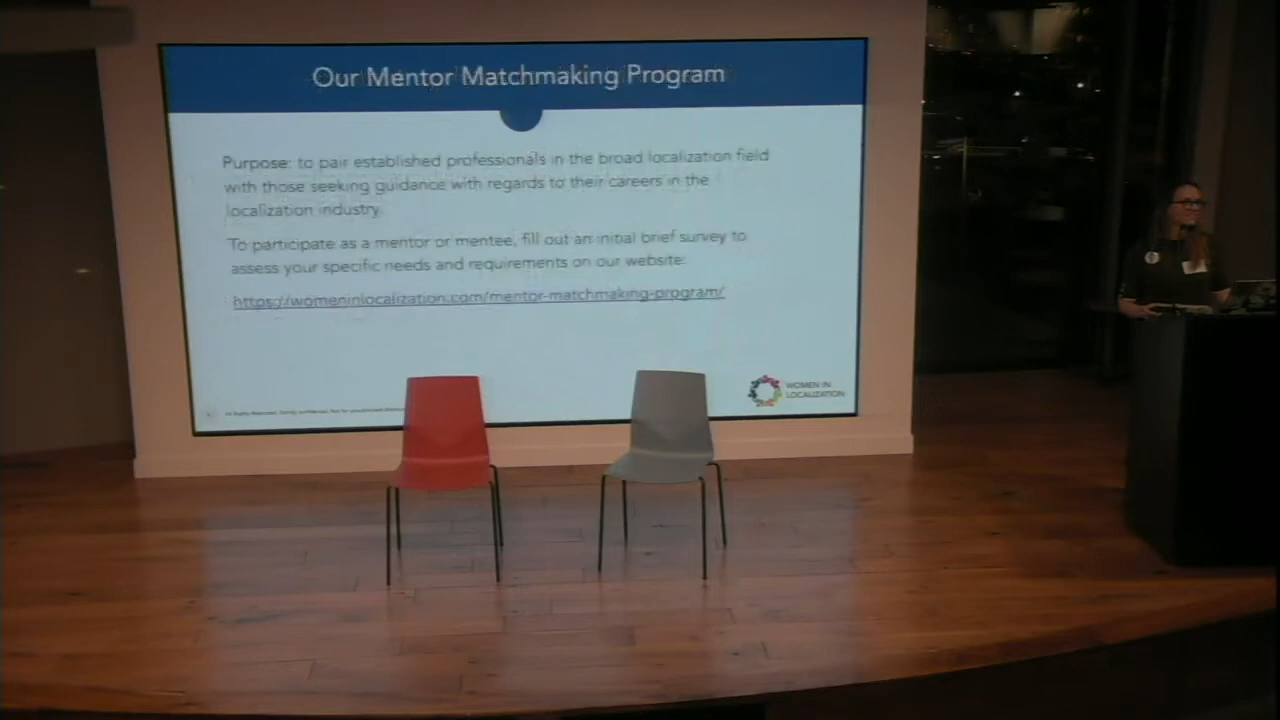 Our Mentor Matchmaking Program
Purpose: to pair established professionals in the broad localization field
with those seeking guidance with regards to their careers in the
localization industry.
To participate as a mentor or mentee, fill out an initial brief survey to
assess your specific needs and requirements on our website:
https://womeninlocalization.com/mentor-matchmaking-program/
All Rights Reserved.
WOMEN IN
LOCALIZATION